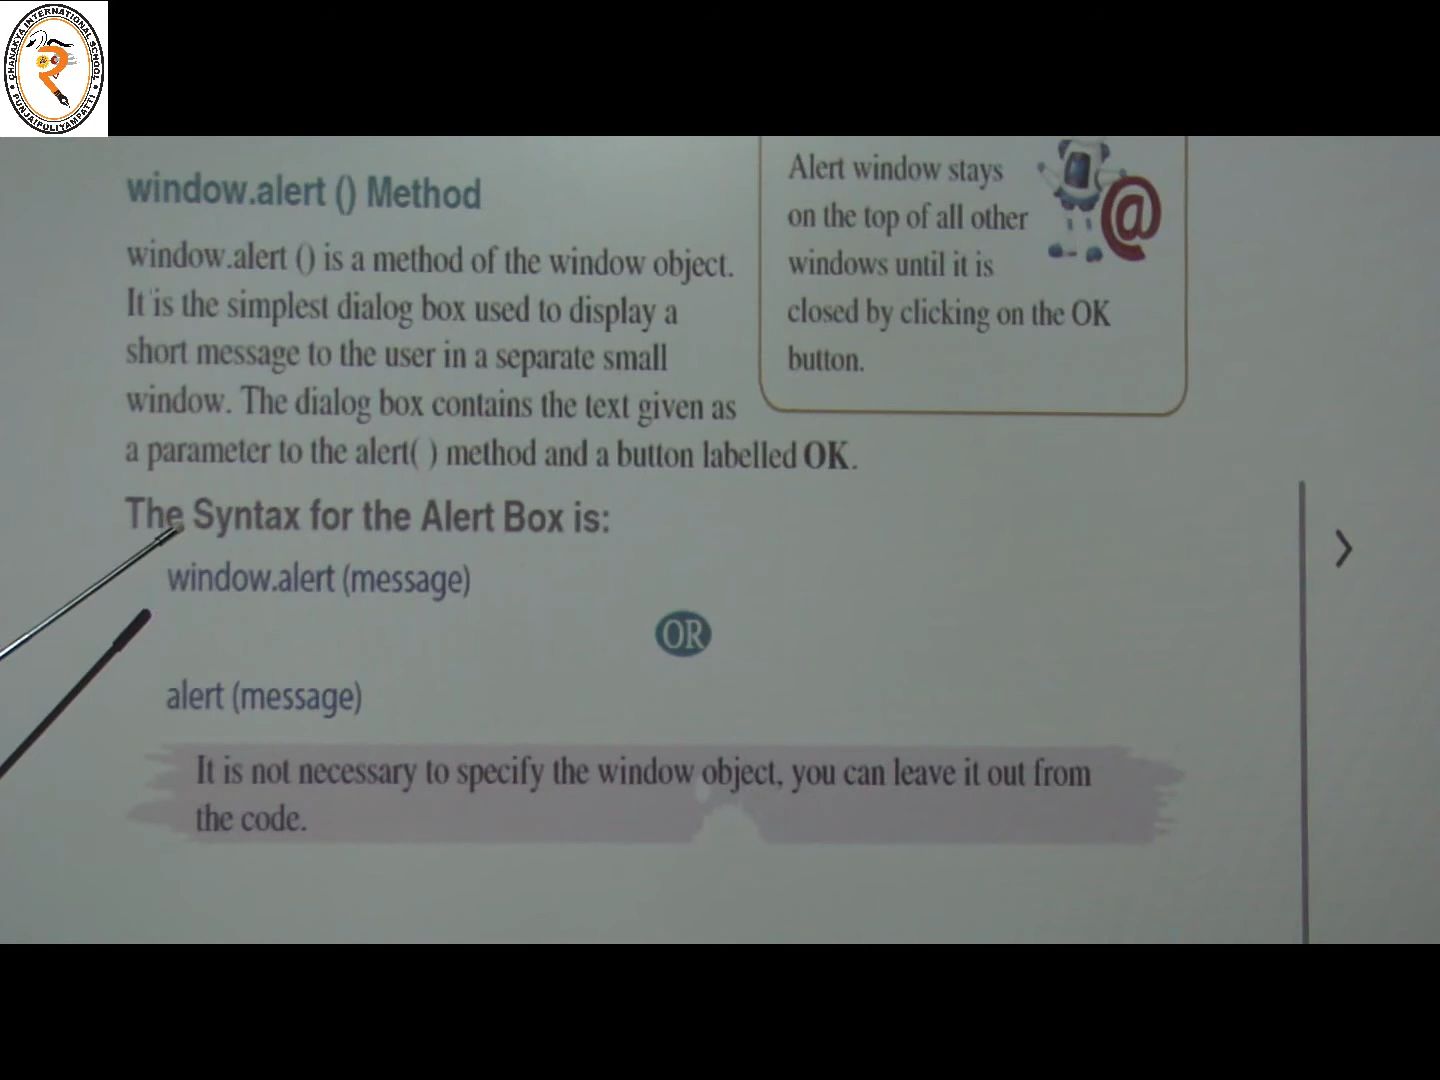 CHANAKYA INTERNATIONAL SCHOOL
PUNJAIPULIYAMPATTI
window.alert () Method
window.alert () is a method of the window object.
It is the simplest dialog box used to display a
short message to the user in a separate small
window. The dialog box contains the text given as
a parameter to the alert( ) method and a button labelled OK.
Alert window stays
on the top of all other
windows until it is
closed by clicking on the OK
button.
@
The Syntax for the Alert Box is:
window.alert (message)
OR
alert (message)
It is not necessary to specify the window object, you can leave it out from
the code.